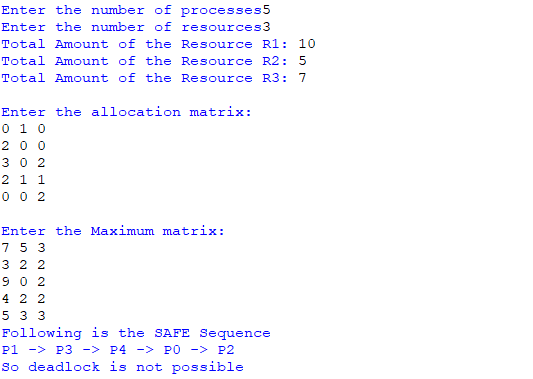 Enter the number of processes5
Enter the number of resources3
Total Amount of the Resource R1: 10
Total Amount of the Resource R2: 5
Total Amount of the Resource R3: 7
Enter the allocation matrix:
0 1 0
2 0 0
3 0 2
2 1 1
0 0 2
Enter the Maximum matrix:
7 5 3
3 2 2
9 0 2
4 2 2
5 3 3
Following is the SAFE Sequence
P1 -> P3 -> P4 -> P0 -> P2
So deadlock is not possible